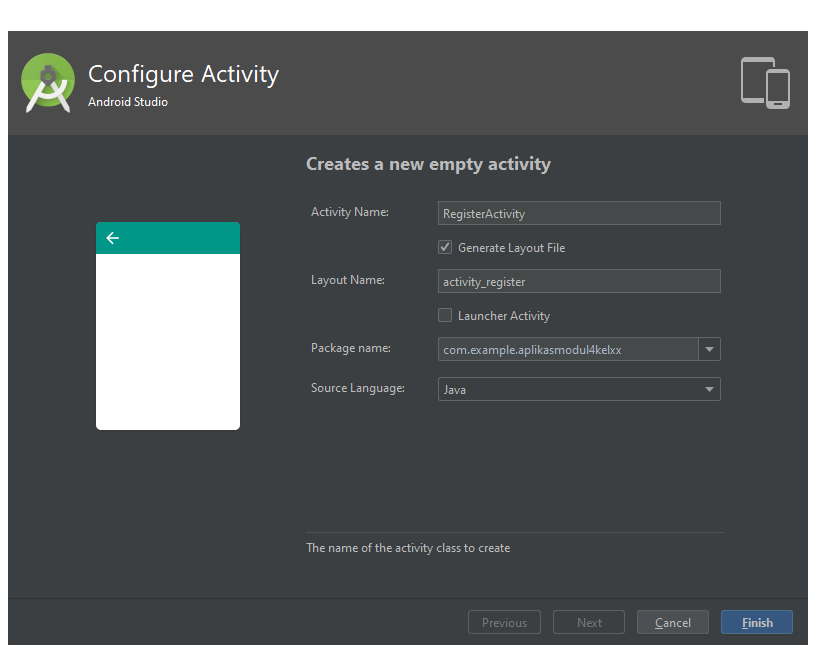 Configure Activity
Android Studio
Creates a new empty activity
Activity Name:
RegisterActivity
Generate Layout File
Layout Name:
activity_register
Launcher Activity
Package name:
com.example.aplikasmodul4kelxx
Source Language:
Java
The name of the activity class to create
Previous
Next
Cancel
Finish